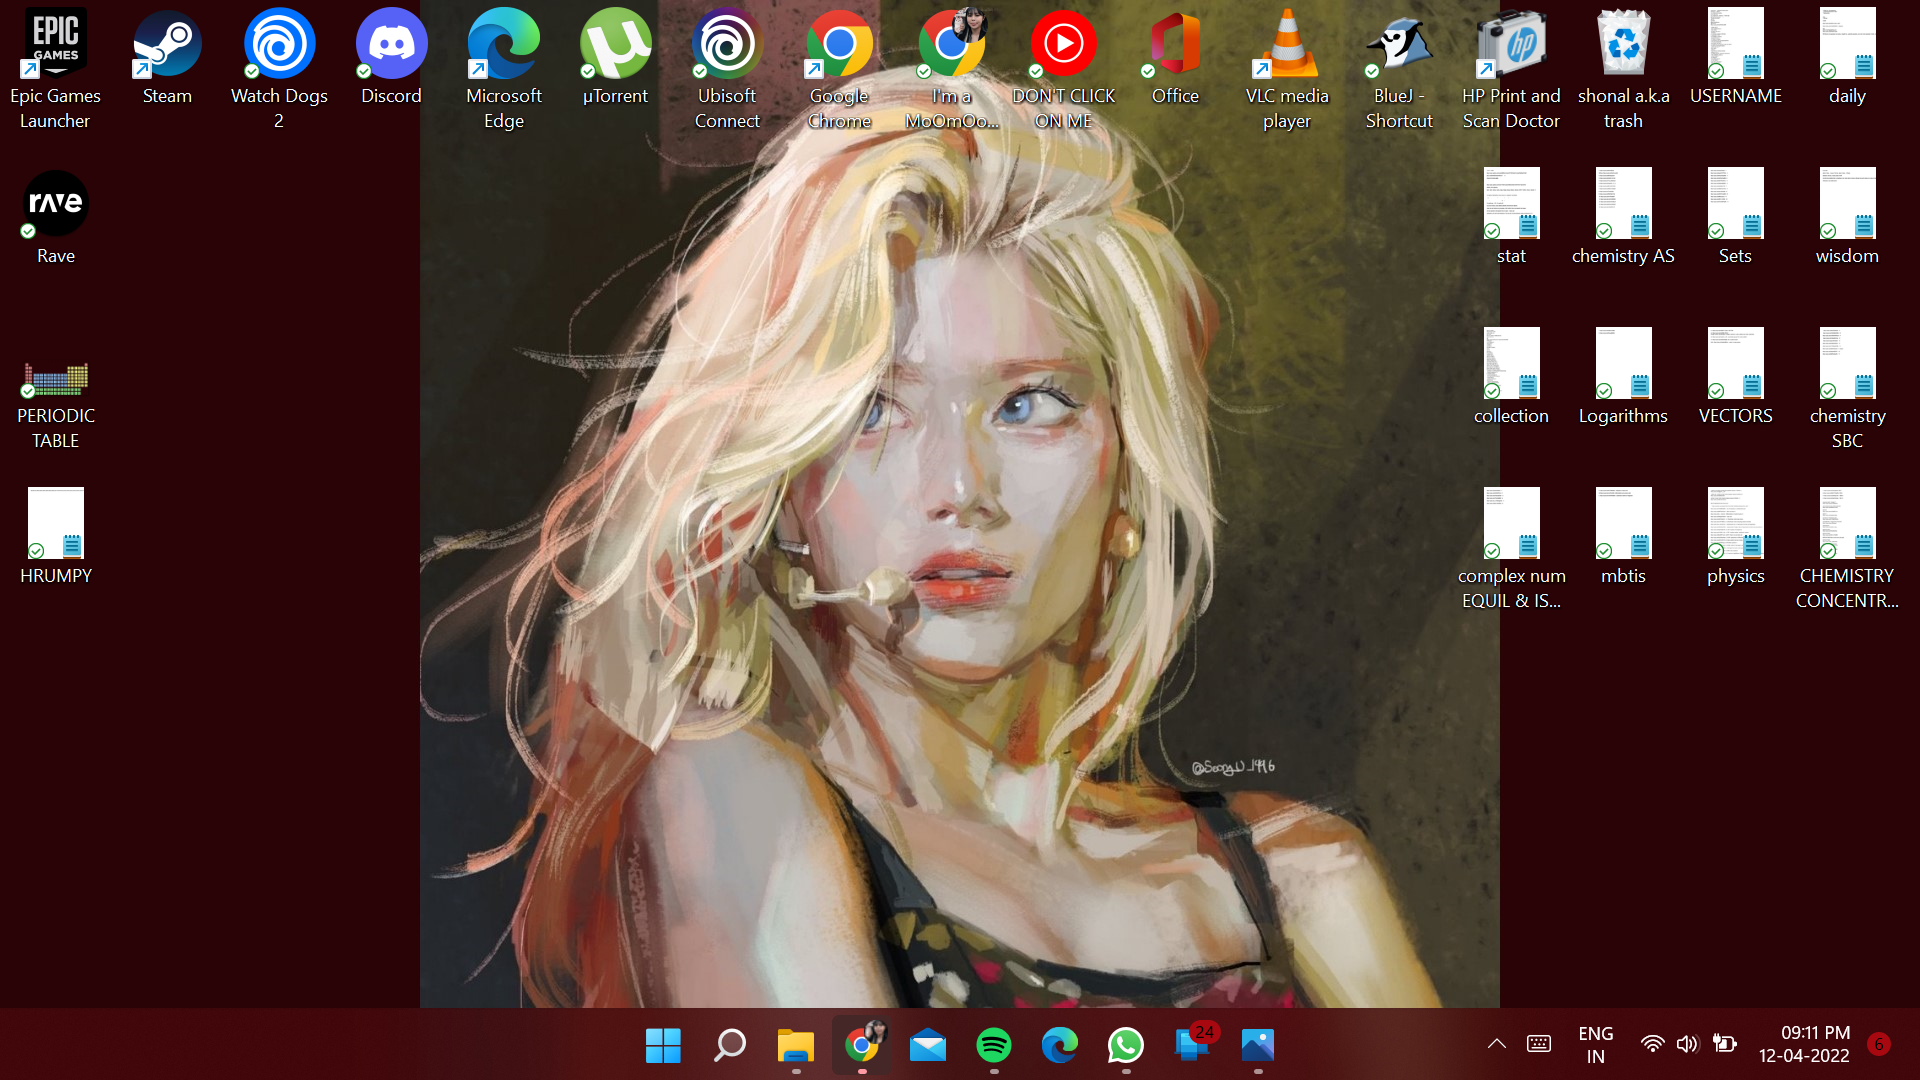 EPIC
GAMES
Epic Games
Launcher
Steam
Watch Dogs
2
Discord
Microsoft
Edge
µTorrent
Ubisoft
Connect
Google
Chrome
I'm a
MoOmOo...
DON'T CLICK
ON ME
Office
VLC media
player
BlueJ -
Shortcut
hp
HP Print and
Scan Doctor
shonal a.k.a
trash
USERNAME
daily
rave
Rave
stat
chemistry AS
Sets
wisdom
PERIODIC
TABLE
collection
Logarithms
VECTORS
chemistry
SBC
HRUMPY
complex num
EQUIL & IS...
mbtis
physics
CHEMISTRY
CONCENTR...
24
ENG
IN
09:11 PM
12-04-2022
6